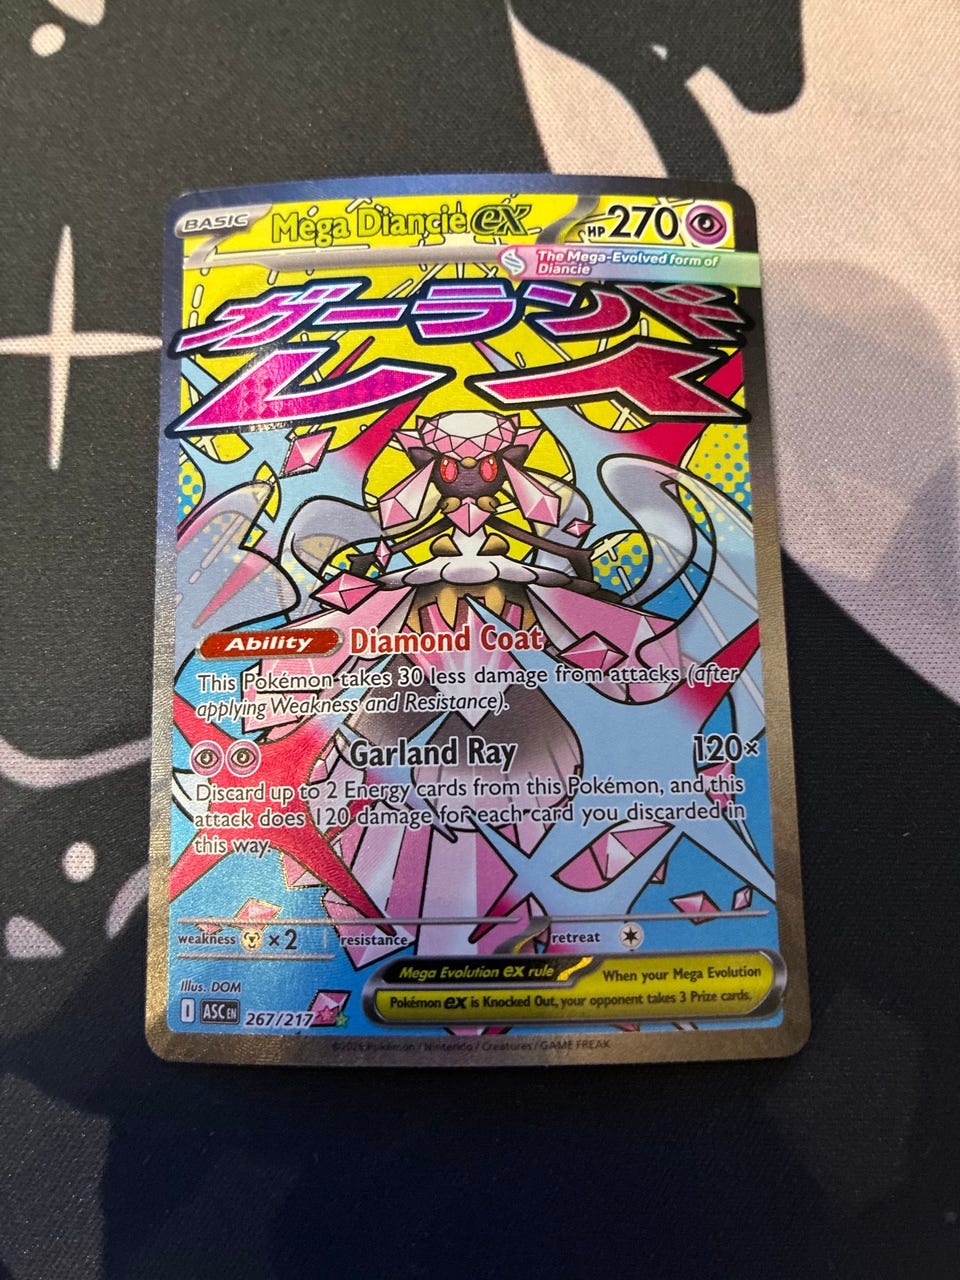 BASIC Mega Diancie ex HP 270
The Mega-Evolved form of
Diancie
ガーランド
レイ
Ability Diamond Coat
This Pokémon takes 30 less damage from attacks (after
applying Weakness and Resistance).
Garland Ray 120×
Discard up to 2 Energy cards from this Pokémon, and this
attack does 120 damage for each card you discarded in
this way.
weakness ×2 resistance retreat
Mega Evolution ex rule When your Mega Evolution
Pokémon ex is Knocked Out, your opponent takes 3 Prize cards.
Illus. DOM
I ASC EN 267/217
©2026 Pokémon / Nintendo / Creatures / GAME FREAK